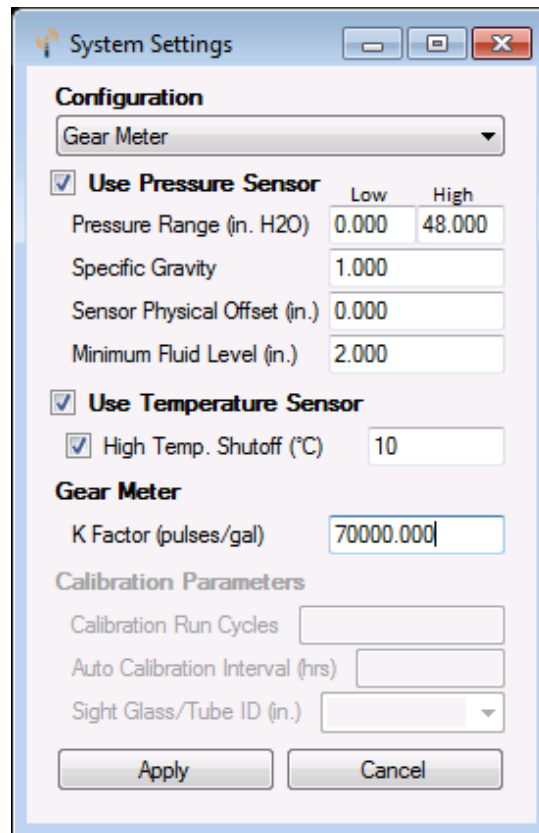 System Settings
Configuration
Gear Meter
Use Pressure Sensor
Low High
Pressure Range (in. H2O) 0.000 48.000
Specific Gravity 1.000
Sensor Physical Offset (in.) 0.000
Minimum Fluid Level (in.) 2.000
Use Temperature Sensor
High Temp. Shutoff (°C) 10
Gear Meter
K Factor (pulses/gal) 70000.000
Calibration Parameters
Calibration Run Cycles
Auto Calibration Interval (hrs)
Sight Glass/Tube ID (in.)
Apply Cancel